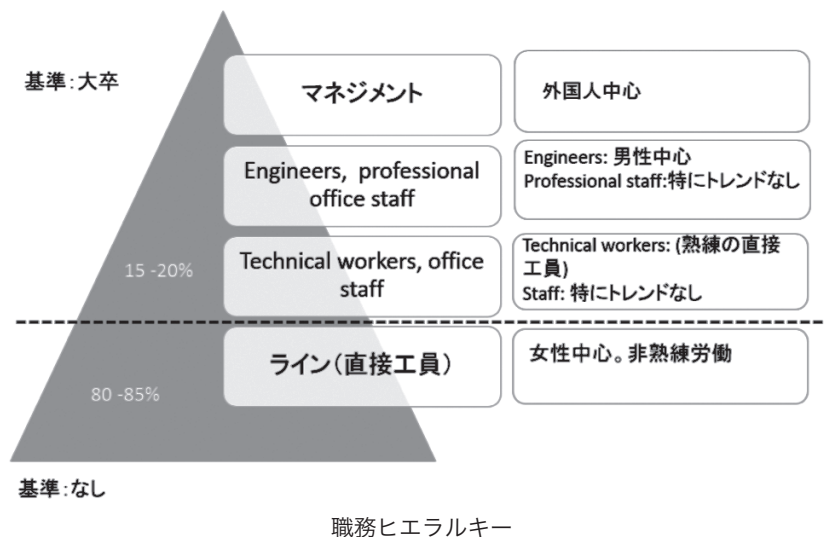 基準：大卒
マネジメント
外国人中心
Engineers, professional
office staff
Engineers: 男性中心
Professional staff:特にトレンドなし
15 -20%
Technical workers, office
staff
Technical workers: (熟練の直接
工員)
Staff: 特にトレンドなし
80 -85%
ライン（直接工員）
女性中心。非熟練労働
基準：なし
職務ヒエラルキー